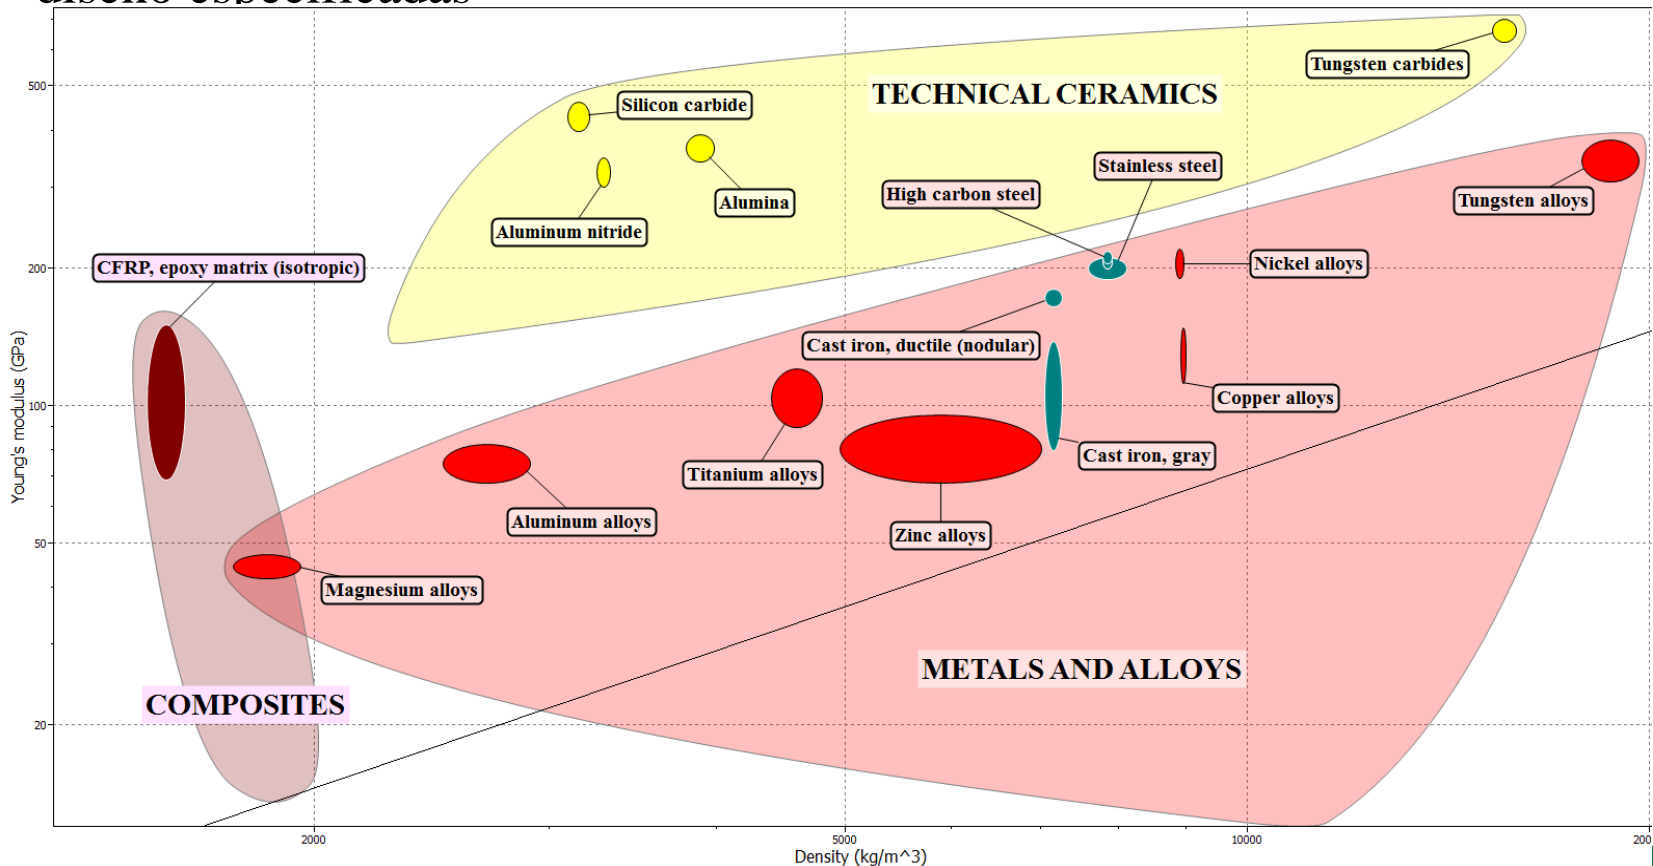 diseño especificadas
Tungsten carbides
500
TECHNICAL CERAMICS
Silicon carbide
Stainless steel
High carbon steel
Alumina
Tungsten alloys
Aluminum nitride
CFRP, epoxy matrix (isotropic)
200
Nickel alloys
Cast iron, ductile (nodular)
Young's modulus (GPa)
100
Copper alloys
Cast iron, gray
Titanium alloys
Aluminum alloys
Zinc alloys
50
Magnesium alloys
METALS AND ALLOYS
COMPOSITES
20
2000
5000
10000
200
Density (kg/m^3)